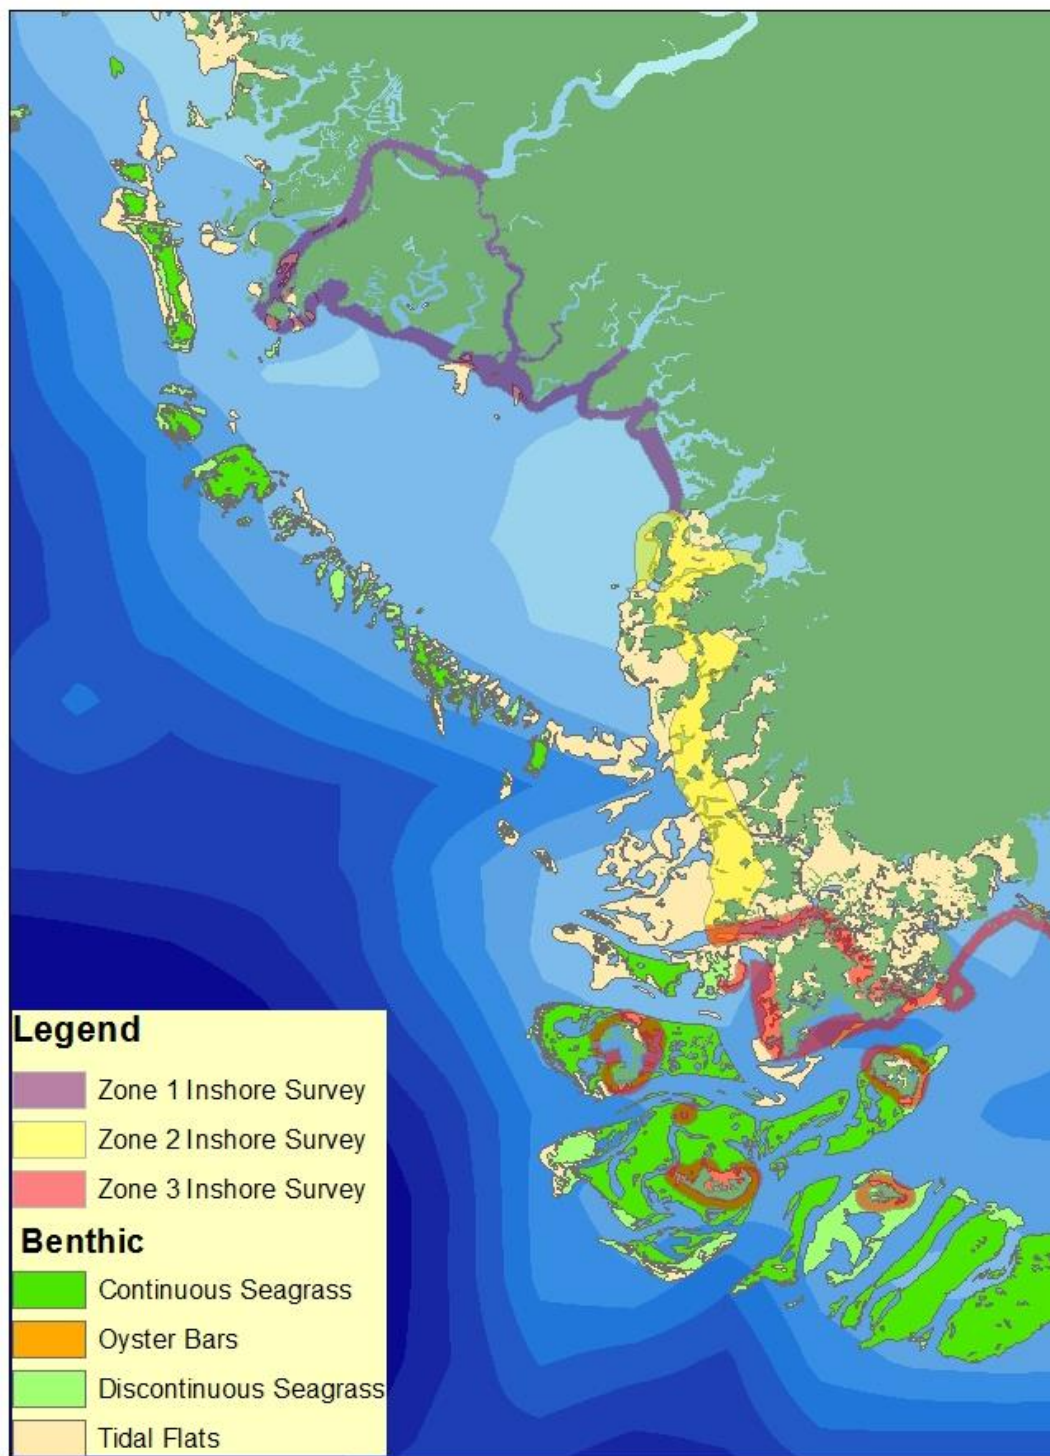 Legend
Zone 1 Inshore Survey
Zone 2 Inshore Survey
Zone 3 Inshore Survey
Benthic
Continuous Seagrass
Oyster Bars
Discontinuous Seagrass
Tidal Flats